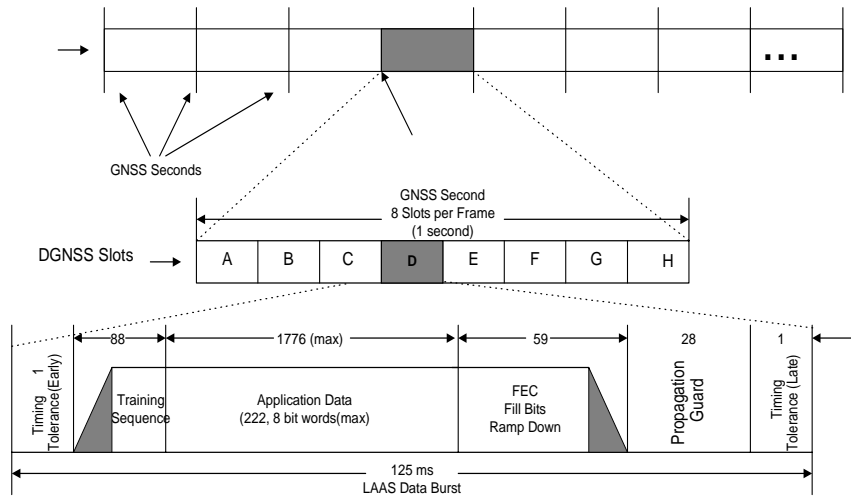 ...
GNSS Seconds
GNSS Second
8 Slots per Frame
(1 second)
DGNSS Slots
A B C D E F G H
88 1776 (max) 59 28 1
Timing 1
Tolerance(Early)
Training
Sequence
Application Data
(222, 8 bit words(max)
FEC
Fill Bits
Ramp Down
Propagation
Guard
Timing
Tolerance (Late)
125 ms
LAAS Data Burst